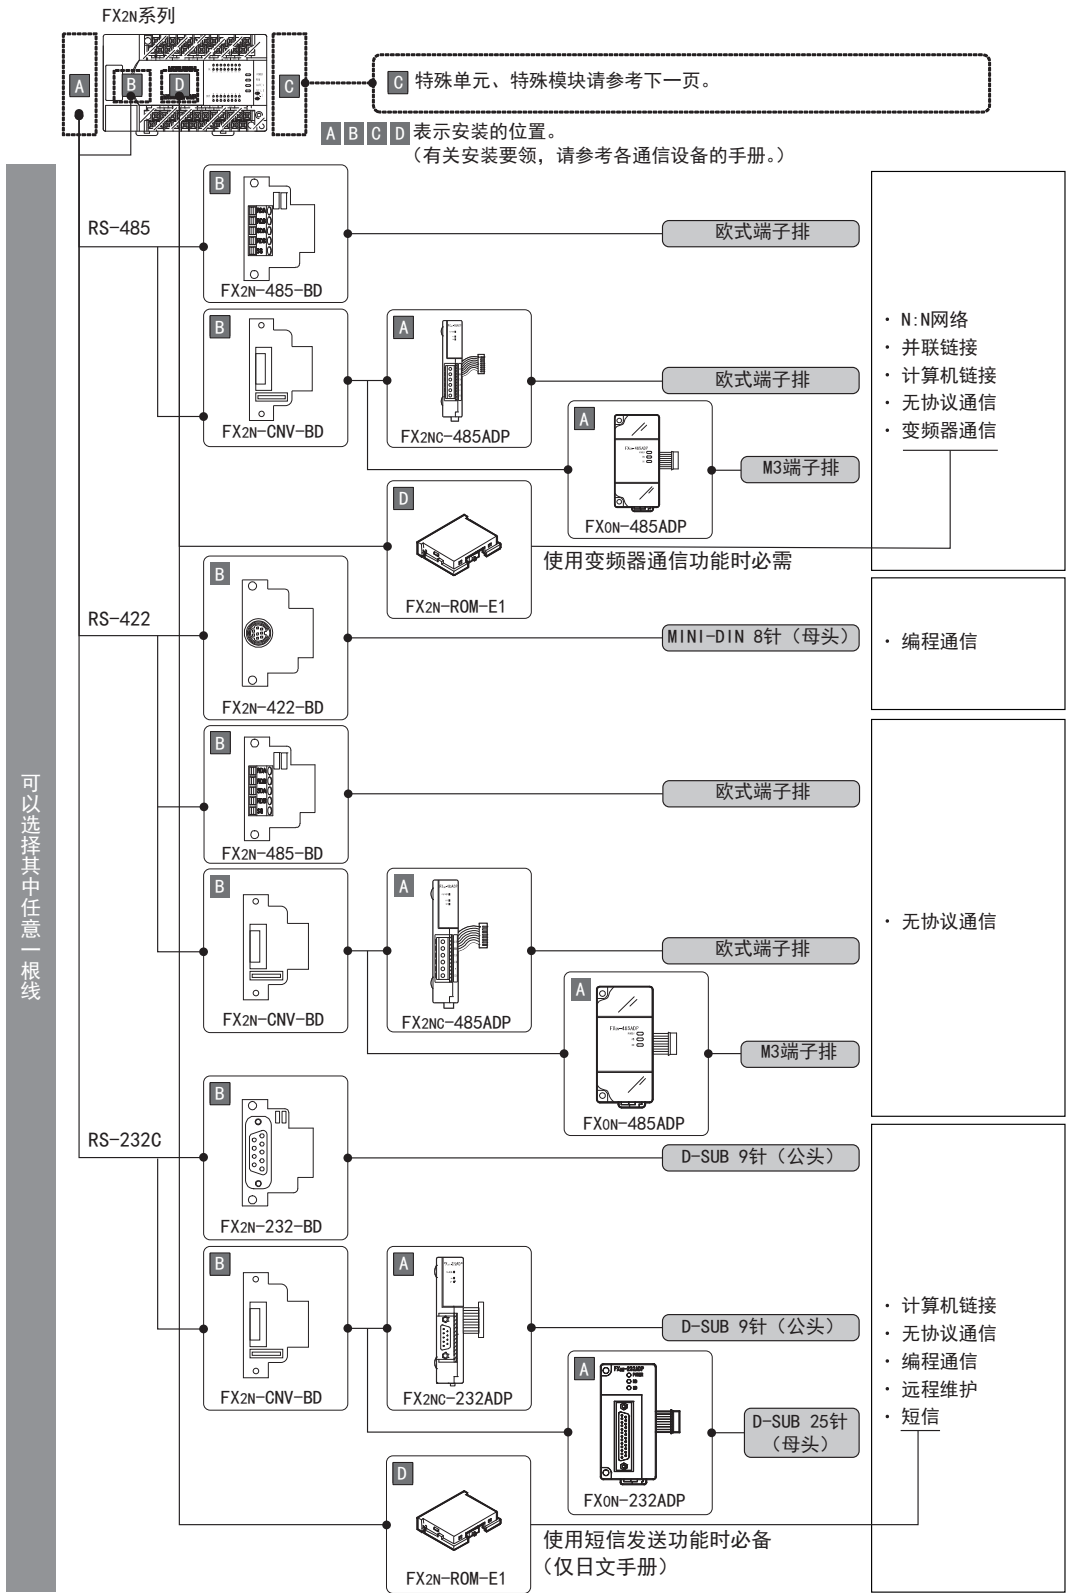 FX2N系列
A
B
D
C
C 特殊单元、特殊模块请参考下一页。
A B C D 表示安装的位置。
（有关安装要领，请参考各通信设备的手册。）
可以选择其中任意一根线
RS-485
B
FX2N-485-BD
欧式端子排
B
FX2N-CNV-BD
A
FX2NC-485ADP
欧式端子排
A
FX0N-485ADP
M3端子排
D
FX2N-ROM-E1
使用变频器通信功能时必需
· N:N网络
· 并联链接
· 计算机链接
· 无协议通信
· 变频器通信
RS-422
B
FX2N-422-BD
MINI-DIN 8针（母头）
· 编程通信
B
FX2N-485-BD
欧式端子排
B
FX2N-CNV-BD
A
FX2NC-485ADP
欧式端子排
A
FX0N-485ADP
M3端子排
· 无协议通信
RS-232C
B
FX2N-232-BD
D-SUB 9针（公头）
B
FX2N-CNV-BD
A
FX2NC-232ADP
D-SUB 9针（公头）
A
FX0N-232ADP
D-SUB 25针
（母头）
D
FX2N-ROM-E1
使用短信发送功能时必备
（仅日文手册）
· 计算机链接
· 无协议通信
· 编程通信
· 远程维护
· 短信